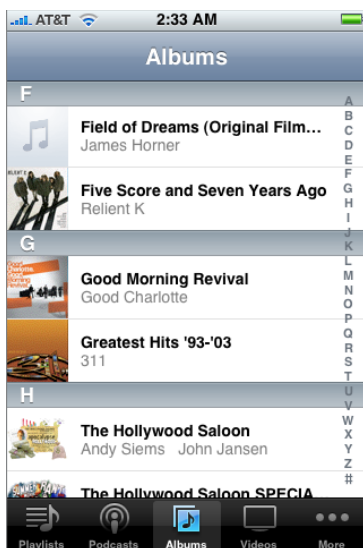 AT&T 2:33 AM
Albums
F
Field of Dreams (Original Film…
James Horner
Five Score and Seven Years Ago
Relient K
G
Good Morning Revival
Good Charlotte
Greatest Hits '93-'03
311
H
The Hollywood Saloon
Andy Siems John Jansen
The Hollywood Saloon SPECIA
A
B
C
D
E
F
G
H
I
J
K
L
M
N
O
P
Q
R
S
T
U
V
W
X
Y
Z
#
Playlists Podcasts Albums Videos More